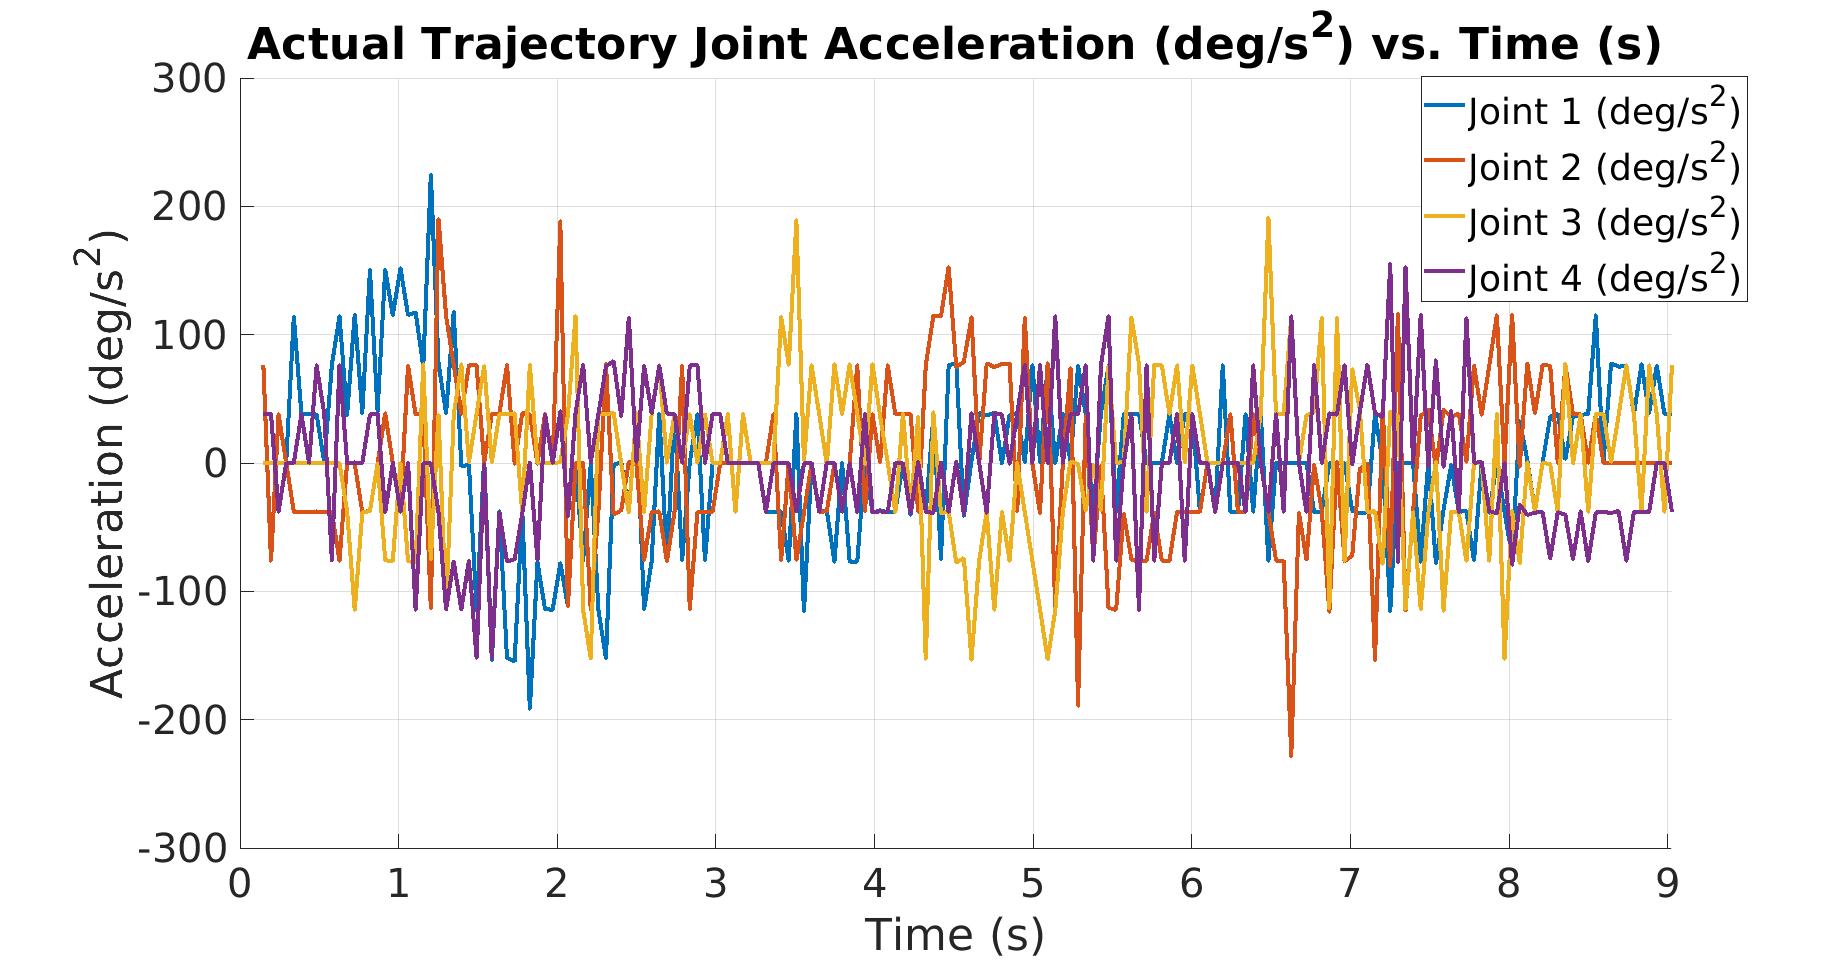 Actual Trajectory Joint Acceleration (deg/s²) vs. Time (s)
300
200
100
0
-100
-200
-300
Acceleration (deg/s²)
Joint 1 (deg/s²)
Joint 2 (deg/s²)
Joint 3 (deg/s²)
Joint 4 (deg/s²)
0 1 2 3 4 5 6 7 8 9
Time (s)